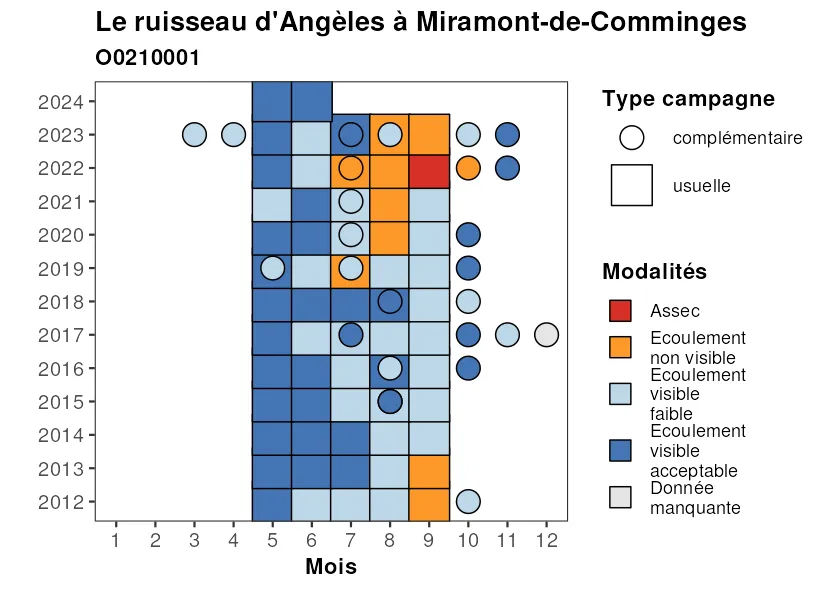 Le ruisseau d'Angèles à Miramont-de-Comminges
O0210001
2024
2023
2022
2021
2020
2019
2018
2017
2016
2015
2014
2013
2012
1 2 3 4 5 6 7 8 9 10 11 12
Mois
Type campagne
complémentaire
usuelle
Modalités
Assec
Ecoulement
non visible
Ecoulement
visible
faible
Ecoulement
visible
acceptable
Donnée
manquante